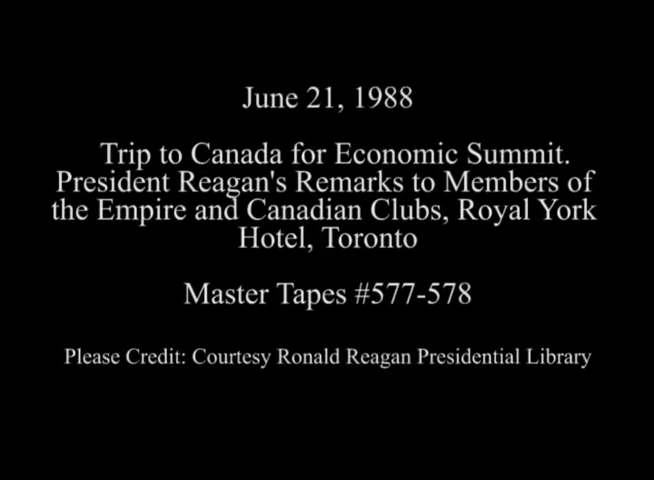 June 21, 1988
Trip to Canada for Economic Summit.
President Reagan's Remarks to Members of
the Empire and Canadian Clubs, Royal York
Hotel, Toronto
Master Tapes #577-578
Please Credit: Courtesy Ronald Reagan Presidential Library